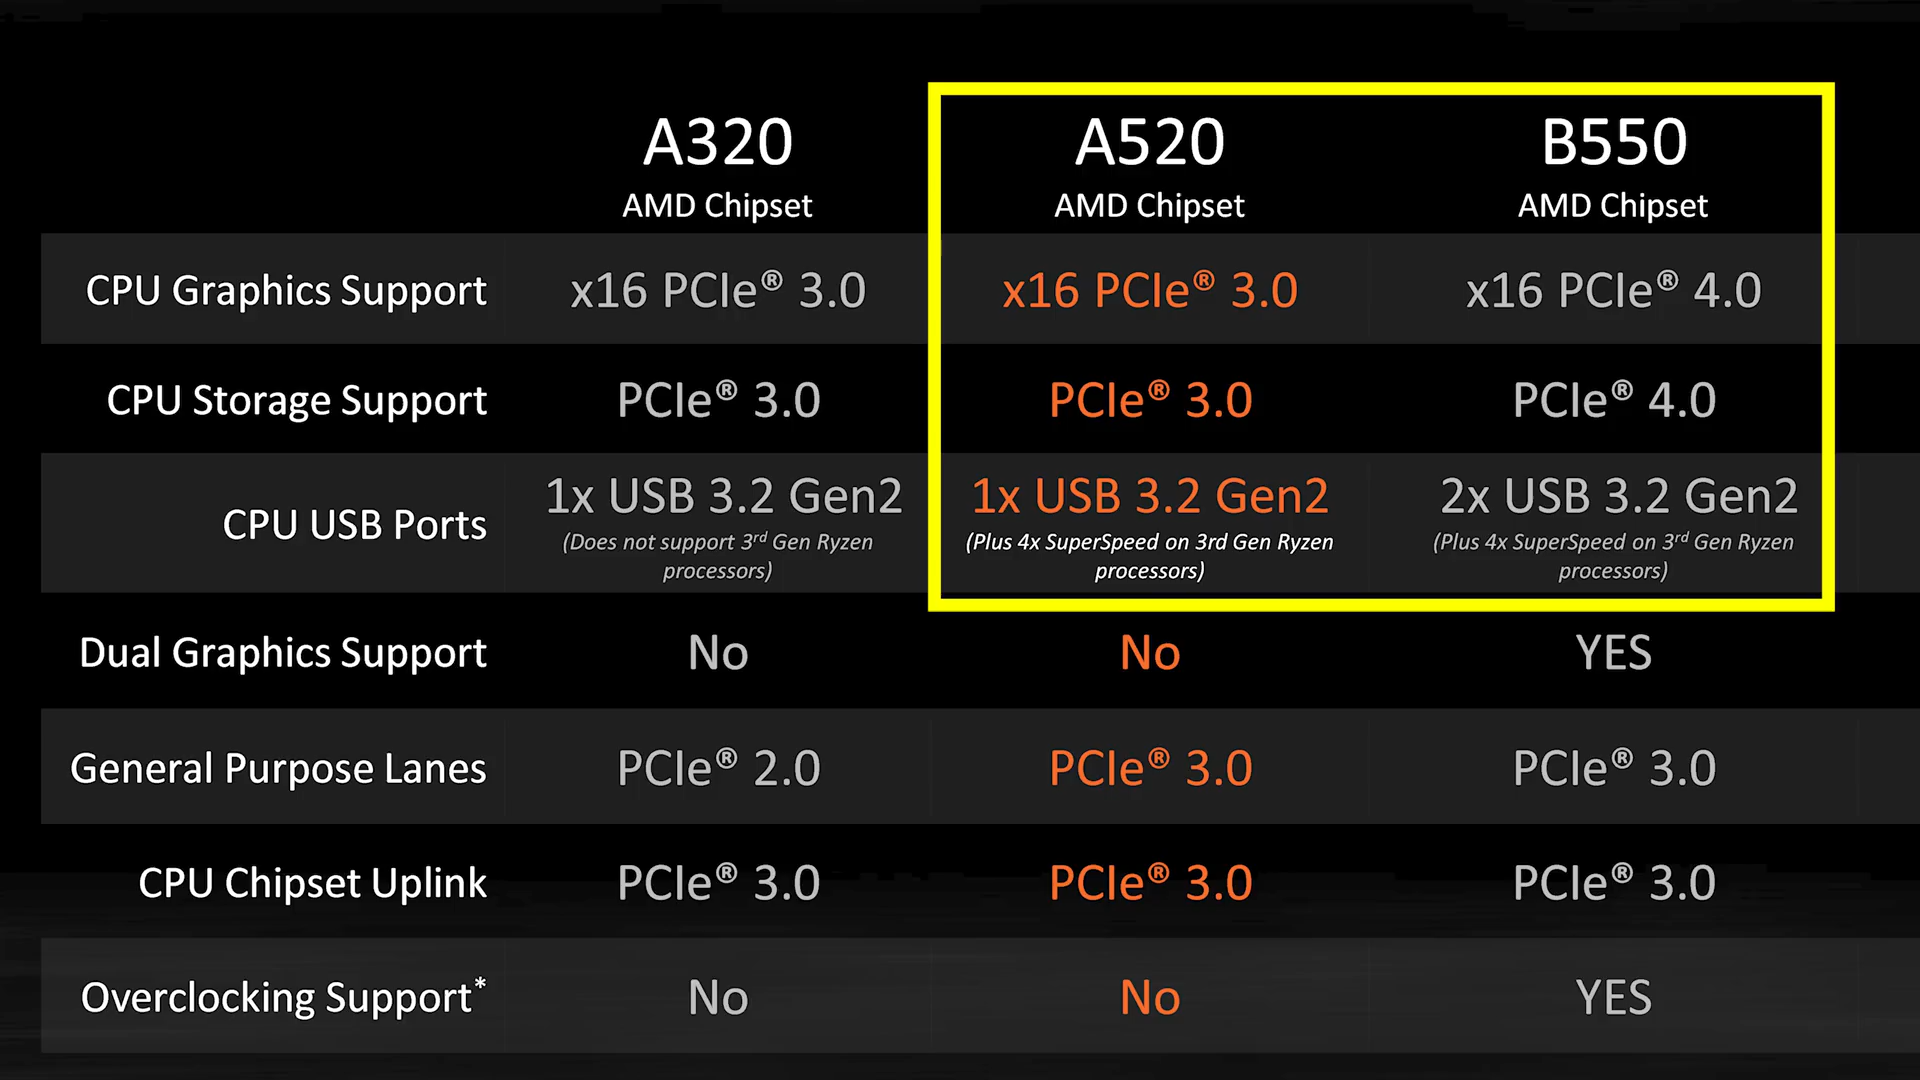 A320 A520 B550
AMD Chipset AMD Chipset AMD Chipset
CPU Graphics Support x16 PCIe® 3.0 x16 PCIe® 3.0 x16 PCIe® 4.0
CPU Storage Support PCIe® 3.0 PCIe® 3.0 PCIe® 4.0
CPU USB Ports 1x USB 3.2 Gen2 1x USB 3.2 Gen2 2x USB 3.2 Gen2
(Does not support 3rd Gen Ryzen (Plus 4x SuperSpeed on 3rd Gen Ryzen (Plus 4x SuperSpeed on 3rd Gen Ryzen
processors) processors) processors)
Dual Graphics Support No No YES
General Purpose Lanes PCIe® 2.0 PCIe® 3.0 PCIe® 3.0
CPU Chipset Uplink PCIe® 3.0 PCIe® 3.0 PCIe® 3.0
Overclocking Support* No No YES